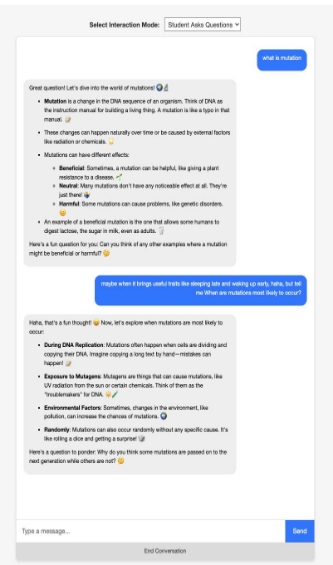 Select Interaction Mode: Student Asks Questions
what is mutation
Great question! Let's dive into the world of mutations! 🌍🔬
• Mutation is a change in the DNA sequence of an organism. Think of DNA as
the instruction manual for building a living thing. A mutation is like a typo in that
manual. 📝
• These changes can happen naturally over time or be caused by external factors
like radiation or chemicals.
• Mutations can have different effects:
Beneficial: Sometimes, a mutation can be helpful, like giving a plant
resistance to a disease. 🌱
Neutral: Many mutations don't have any noticeable effect at all. They're
just there!
Harmful: Some mutations can cause problems, like genetic disorders.
• An example of a beneficial mutation is the one that allows some humans to
digest lactose, the sugar in milk, even as adults. 🥛
Here's a fun question for you: Can you think of any other examples where a mutation
might be beneficial or harmful? 🤔
maybe when it brings useful traits like sleeping late and waking up early, haha, but tell
me When are mutations most likely to occur?
Haha, that's a fun thought! 😄 Now, let's explore when mutations are most likely to
occur:
• During DNA Replication: Mutations often happen when cells are dividing and
copying their DNA. Imagine copying a long text by hand—mistakes can
happen! 📝
• Exposure to Mutagens: Mutagens are things that can cause mutations, like
UV radiation from the sun or certain chemicals. Think of them as the
"troublemakers" for DNA.
• Environmental Factors: Sometimes, changes in the environment, like
pollution, can increase the chances of mutations. 🌍
• Randomly: Mutations can also occur randomly without any specific cause. It's
like rolling a dice and getting a surprise! 🎲
Here's a question to ponder: Why do you think some mutations are passed on to the
next generation while others are not? 🤔
Type a message...
Send
End Conversation